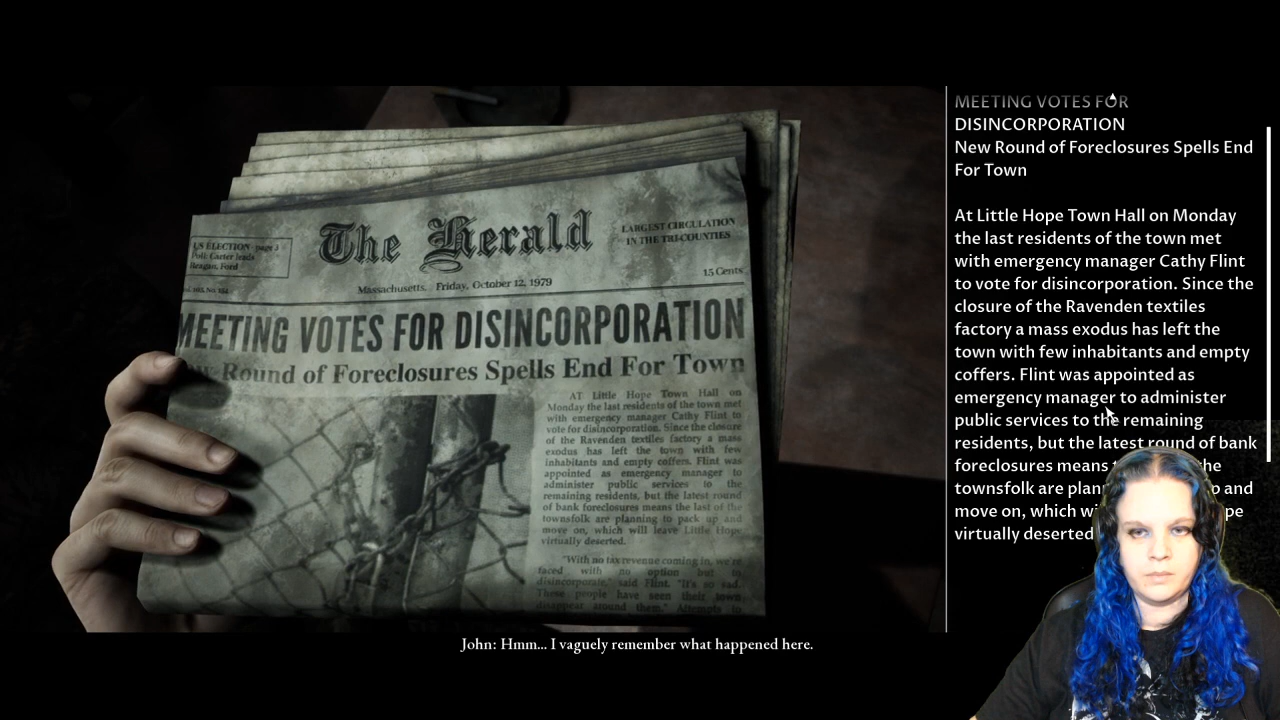 The Herald
US ELECTION - page 3
Poll: Carter leads
Reagan, Ford
LARGEST CIRCULATION
IN THE TRI-COUNTIES
Massachusetts, Friday, October 12, 1979
15 Cents
MEETING VOTES FOR DISINCORPORATION
Round of Foreclosures Spells End For Town
AT Little Hope Town Hall on
Monday the last residents of the town met
with emergency manager Cathy Flint to
vote for disincorporation. Since the closure
of the Ravenden textiles factory a mass
exodus has left the town with few
inhabitants and empty coffers. Flint was
appointed as emergency manager to
administer public services to the
remaining residents, but the latest round
of bank foreclosures means the last of the
townsfolk are planning to pack up and
move on, which will leave Little Hope
virtually deserted.
"With no tax revenue coming in, we're
faced with no option but to
disincorporate," said Flint. "It's so sad.
These people have seen their town
disappear around them." Attempts to
MEETING VOTES FOR
DISINCORPORATION
New Round of Foreclosures Spells End
For Town
At Little Hope Town Hall on Monday
the last residents of the town met
with emergency manager Cathy Flint
to vote for disincorporation. Since the
closure of the Ravenden textiles
factory a mass exodus has left the
town with few inhabitants and empty
coffers. Flint was appointed as
emergency manager to administer
public services to the remaining
residents, but the latest round of bank
foreclosures means the
townsfolk are and
move on, which
virtually deserted
John: Hmm... I vaguely remember what happened here.